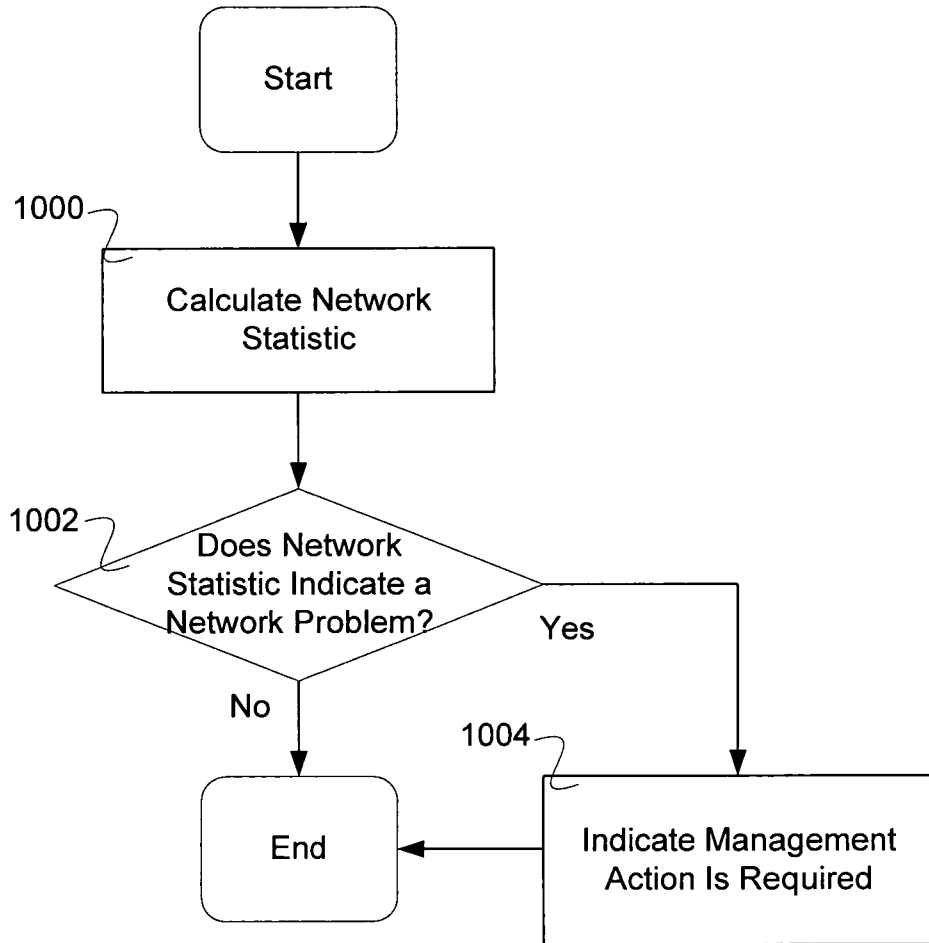 Start
1000
Calculate Network
Statistic
1002
Does Network
Statistic Indicate a
Network Problem?
Yes
No
1004
End
Indicate Management
Action Is Required